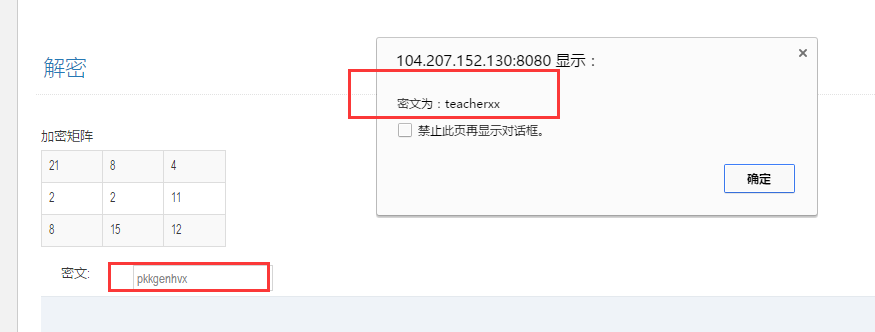 解密
104.207.152.130:8080 显示：
密文为：teacherxx
禁止此页再显示对话框。
确定
加密矩阵
21 8 4
2 2 11
8 15 12
密文: pkkgenhvx